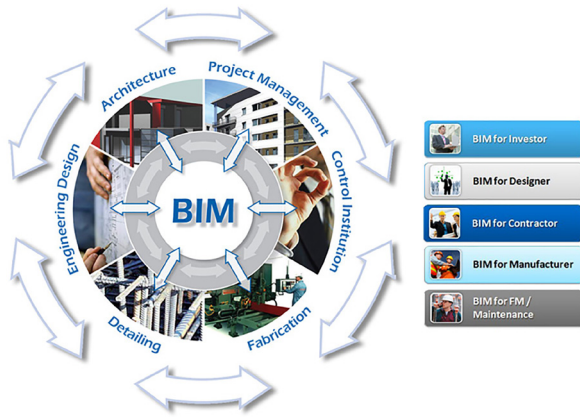 Architecture
Project Management
Engineering Design
BIM
Control Institution
Detailing
Fabrication
BIM for Investor
BIM for Designer
BIM for Contractor
BIM for Manufacturer
BIM for FM /
Maintenance